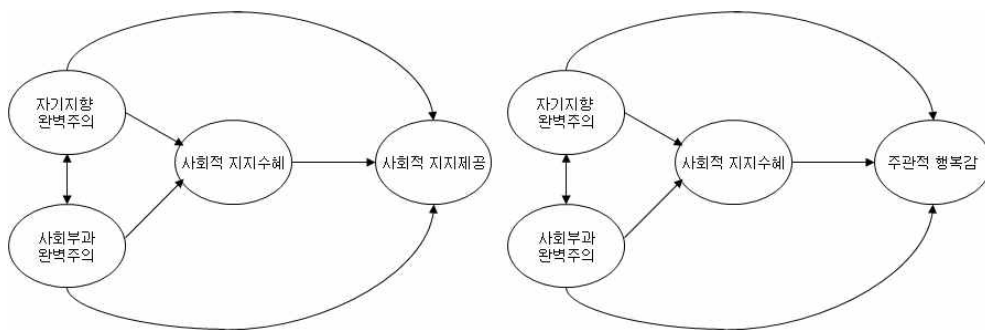 자기지향
완벽주의
사회적 지지수혜
사회적 지지제공
사회부과
완벽주의
자기지향
완벽주의
사회적 지지수혜
주관적 행복감
사회부과
완벽주의